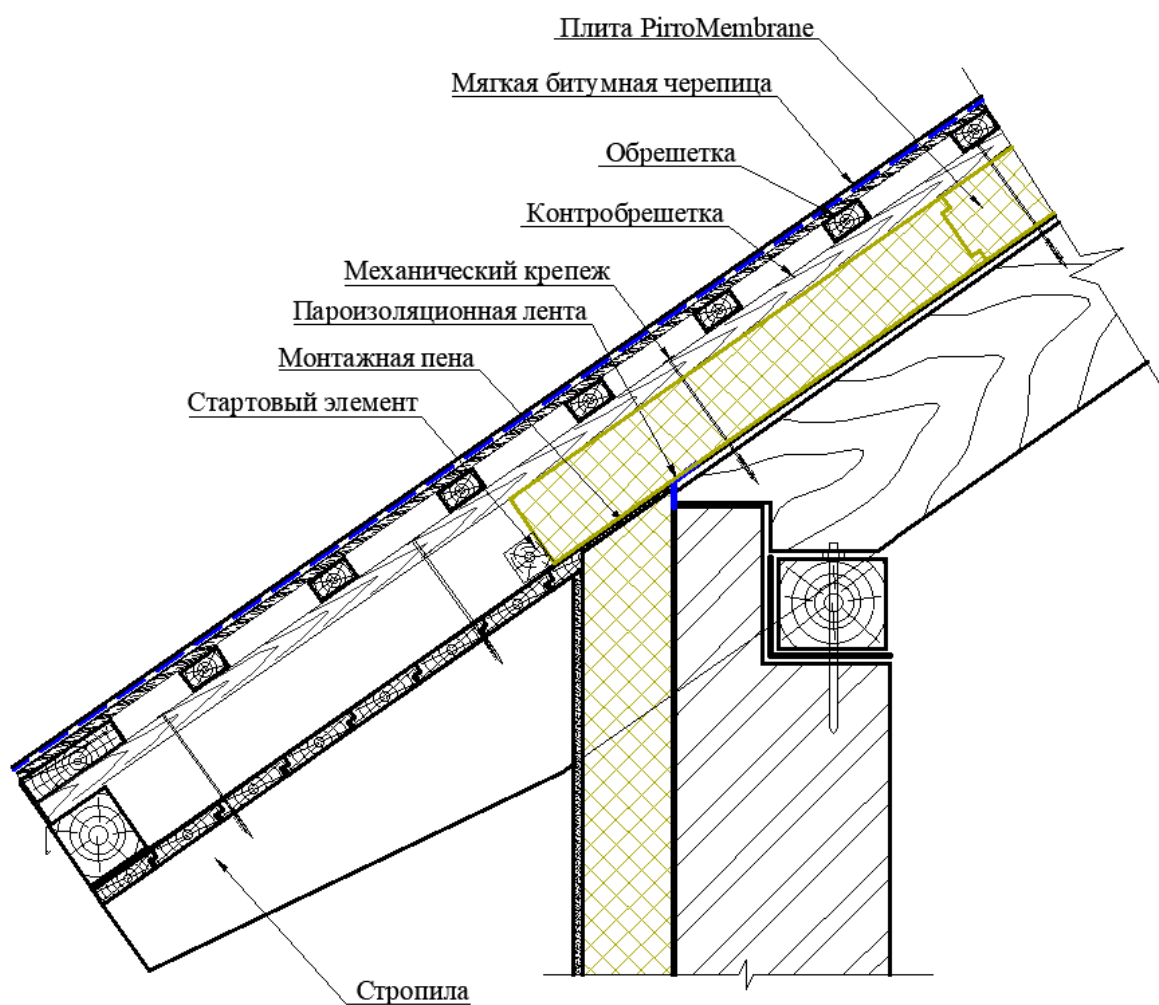 Плита PirroMembrane
Мягкая битумная черепица
Обрешетка
Контробрешетка
Механический крепеж
Пароизоляционная лента
Монтажная пена
Стартовый элемент
Стропила